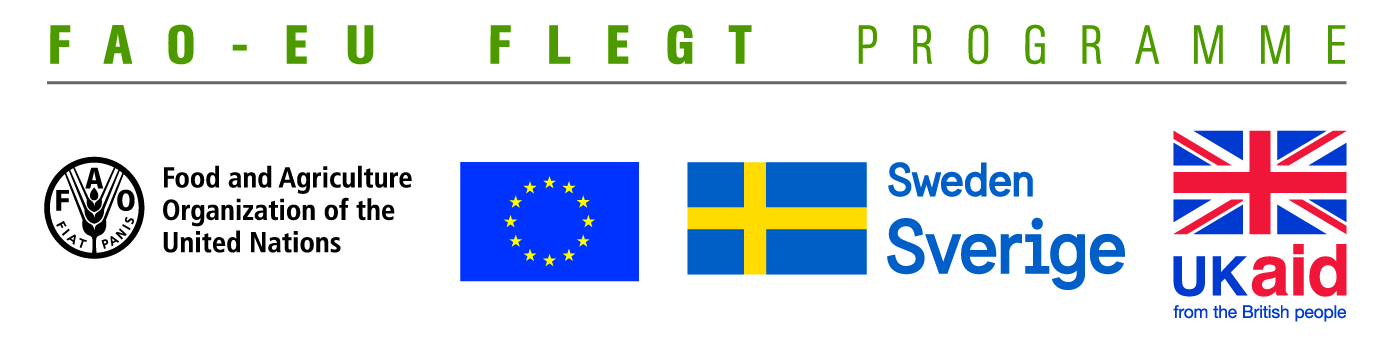 FAO-EU FLEGT PROGRAMME
FAO
FIAT PANIS
Food and Agriculture
Organization of the
United Nations
Sweden
Sverige
UKaid
from the British people